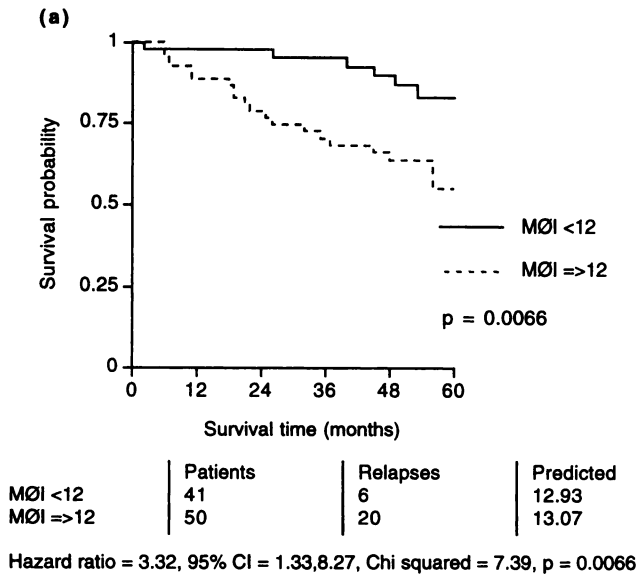 (a)
1
0.75
0.5
0.25
0
Survival probability
MØI <12
MØI =>12
p = 0.0066
0 12 24 36 48 60
Survival time (months)
Patients Relapses Predicted
MØI <12 41 6 12.93
MØI =>12 50 20 13.07
Hazard ratio = 3.32, 95% CI = 1.33,8.27, Chi squared = 7.39, p = 0.0066